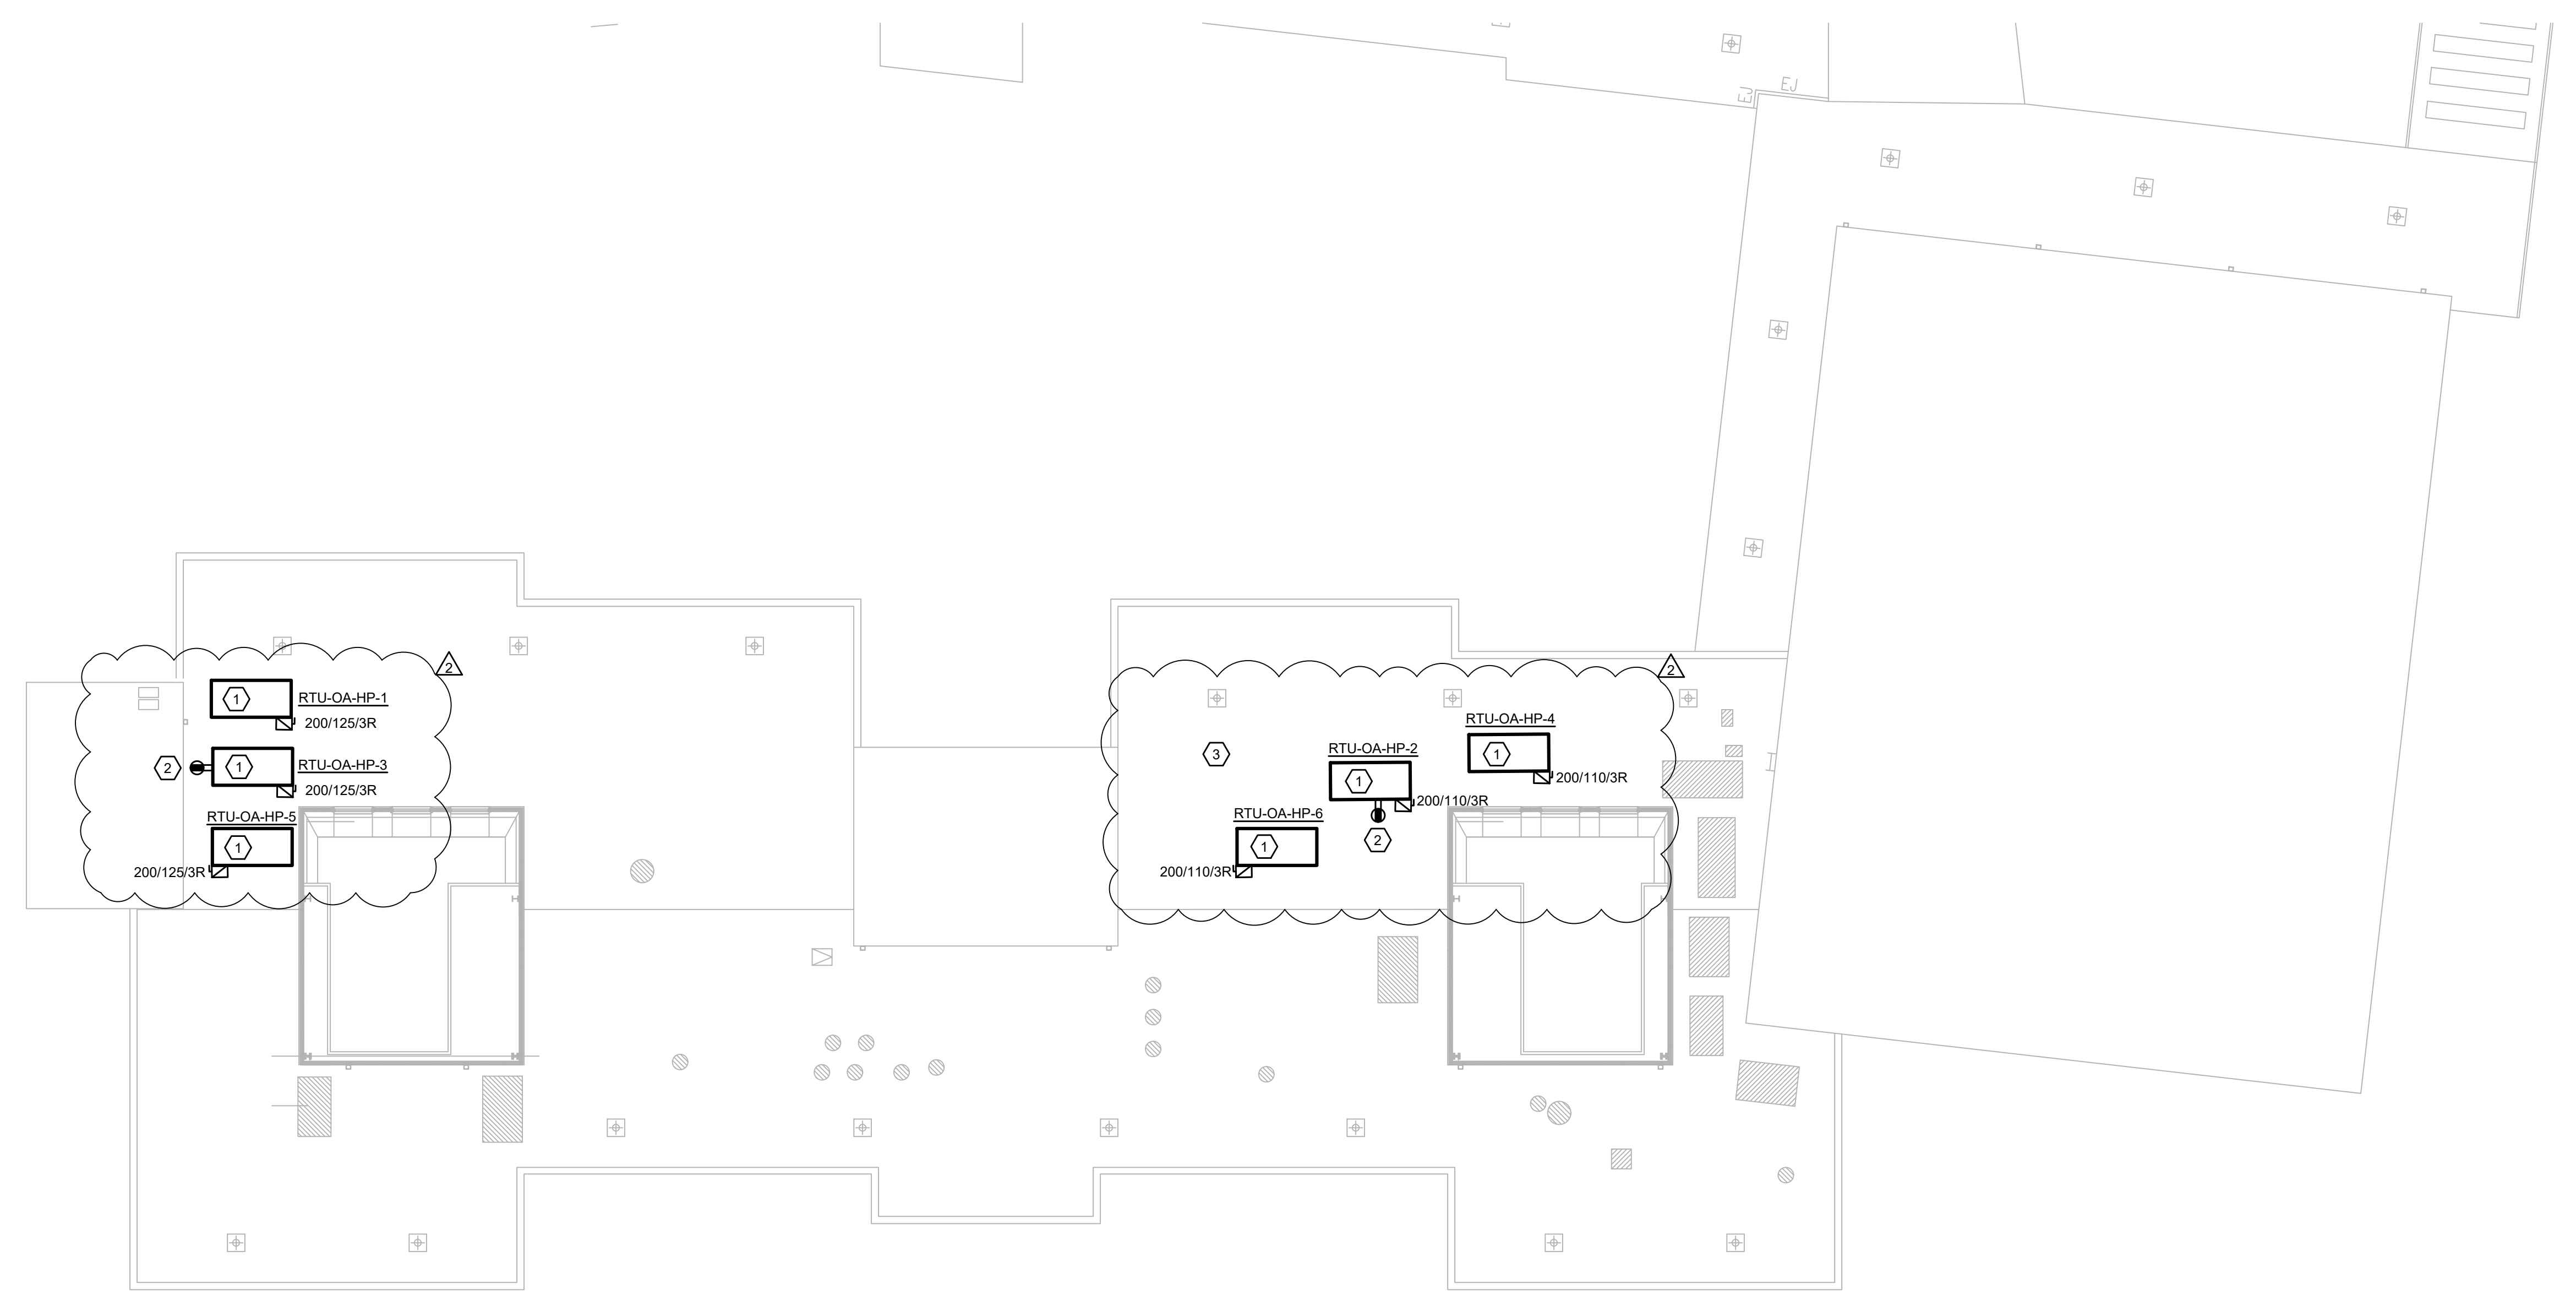 EJ
EJ
2
1
RTU-OA-HP-1
200/125/3R
2
1
RTU-OA-HP-3
200/125/3R
RTU-OA-HP-5
1
200/125/3R
2
3
RTU-OA-HP-4
1
200/110/3R
RTU-OA-HP-2
1
200/110/3R
2
RTU-OA-HP-6
1
200/110/3R